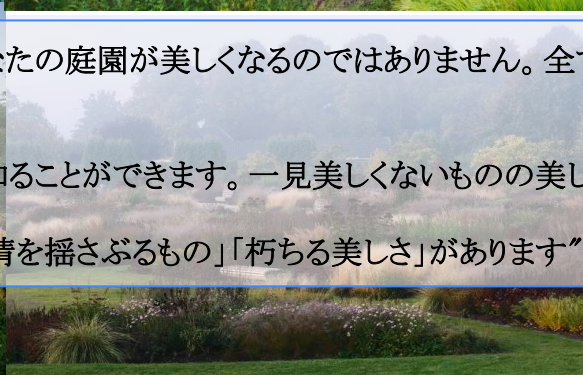 たの庭園が美しくなるのではありません。全
ることができます。一見美しくないものの美し
情を揺さぶるもの」「朽ちる美しさ」があります"